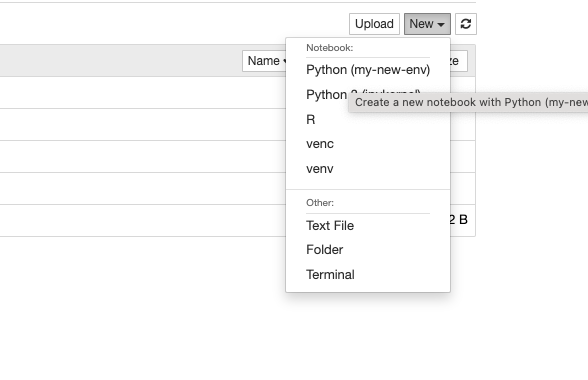 Upload New
Notebook:
Name
ze
Python (my-new-env)
Python 3 (ipykernel)
Create a new notebook with Python (my-new
R
venc
venv
Other:
2 B
Text File
Folder
Terminal